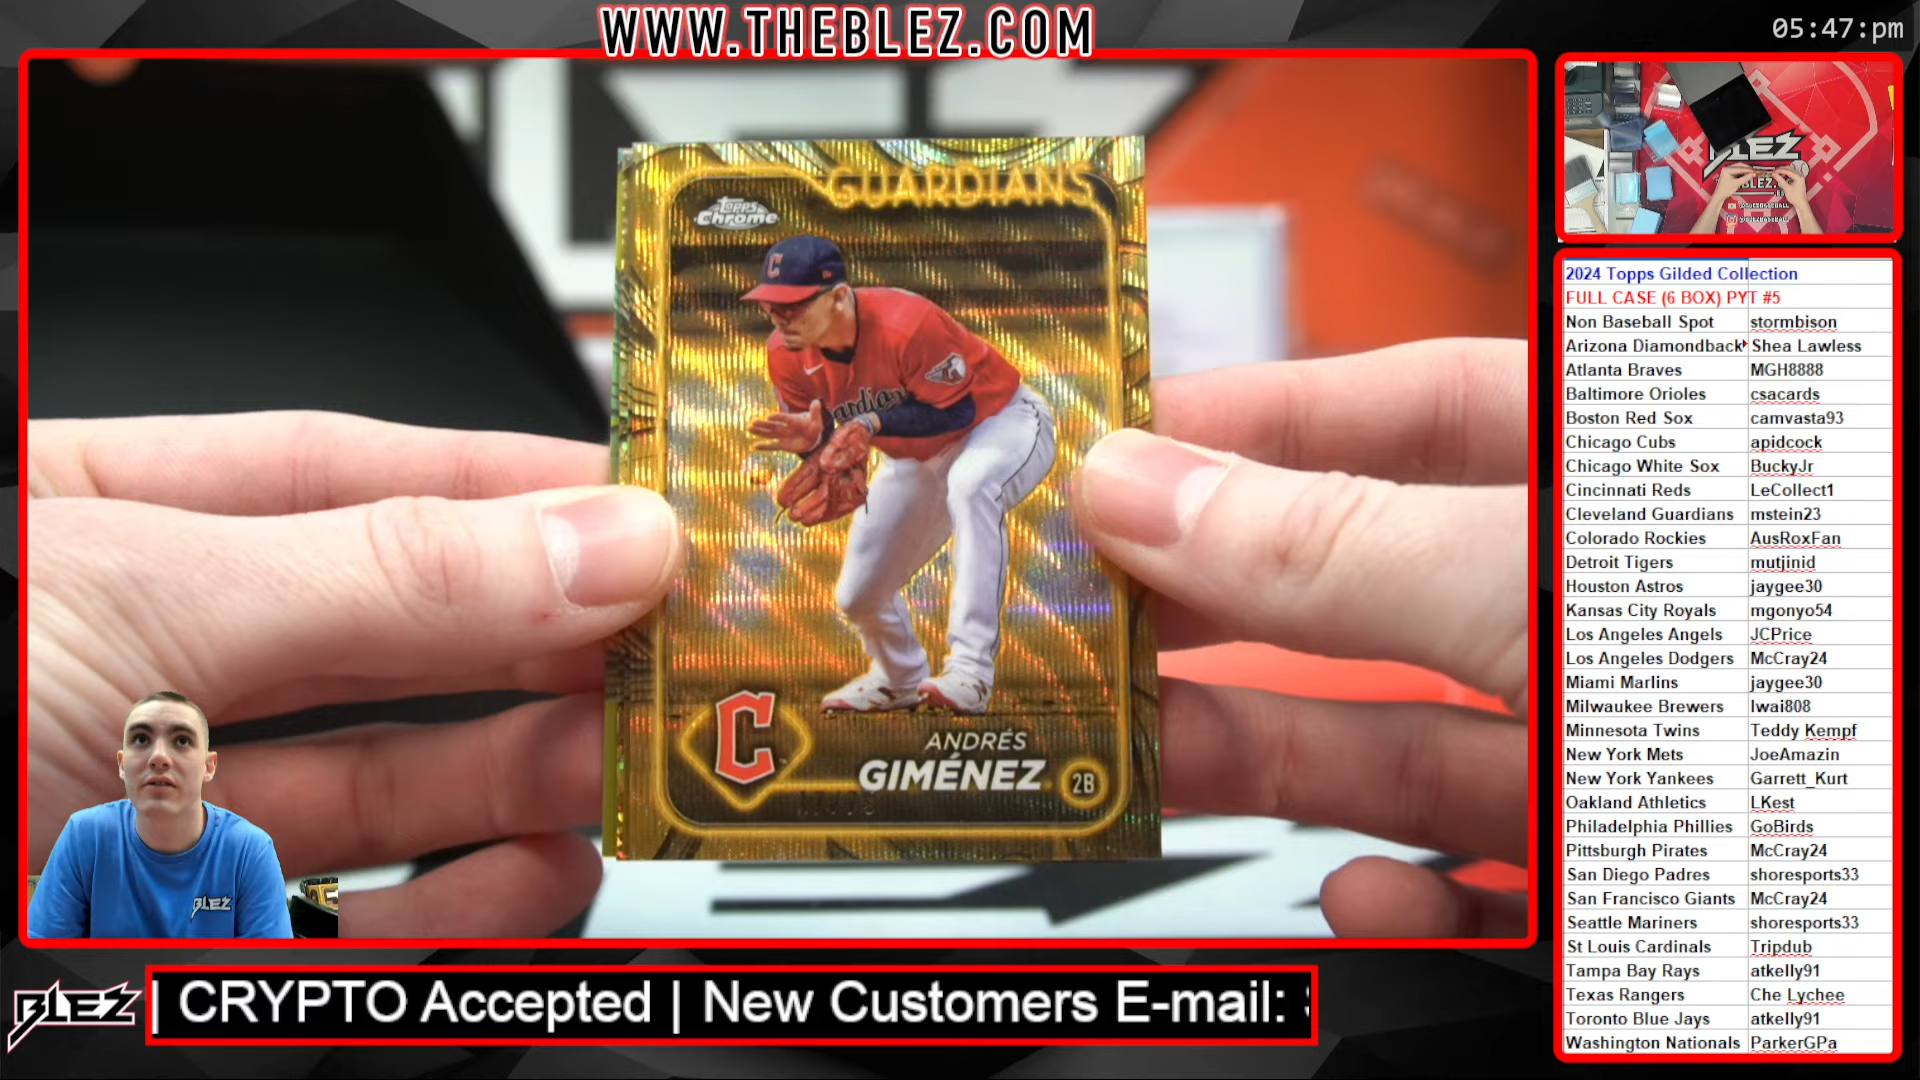 WWW.THEBLEZ.COM
05:47:pm
GUARDIANS
Topps
Chrome
C
Guardians
C
ANDRÉS
GIMÉNEZ 2B
BLEZ
BLEZ
2024 Topps Gilded Collection
FULL CASE (6 BOX) PYT #5
Non Baseball Spot stormbison
Arizona Diamondback Shea Lawless
Atlanta Braves MGH8888
Baltimore Orioles csacards
Boston Red Sox camvasta93
Chicago Cubs apidcock
Chicago White Sox BuckyJr
Cincinnati Reds LeCollect1
Cleveland Guardians mstein23
Colorado Rockies AusRoxFan
Detroit Tigers mutjinid
Houston Astros jaygee30
Kansas City Royals mgonyo54
Los Angeles Angels JCPrice
Los Angeles Dodgers McCray24
Miami Marlins jaygee30
Milwaukee Brewers lwai808
Minnesota Twins Teddy Kempf
New York Mets JoeAmazin
New York Yankees Garrett_Kurt
Oakland Athletics LKest
Philadelphia Phillies GoBirds
Pittsburgh Pirates McCray24
San Diego Padres shoresports33
San Francisco Giants McCray24
Seattle Mariners shoresports33
St Louis Cardinals Tripdub
Tampa Bay Rays atkelly91
Texas Rangers Che Lychee
Toronto Blue Jays atkelly91
Washington Nationals ParkerGPa
BLEZ
| CRYPTO Accepted | New Customers E-mail: